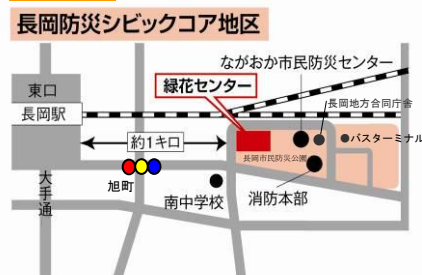 長岡防災シビックコア地区
ながおか市民防災センター
東口
緑花センター
長岡地方合同庁舎
長岡駅
約1キロ
バスターミナル
長岡市民防災公園
大手通
旭町
南中学校
消防本部